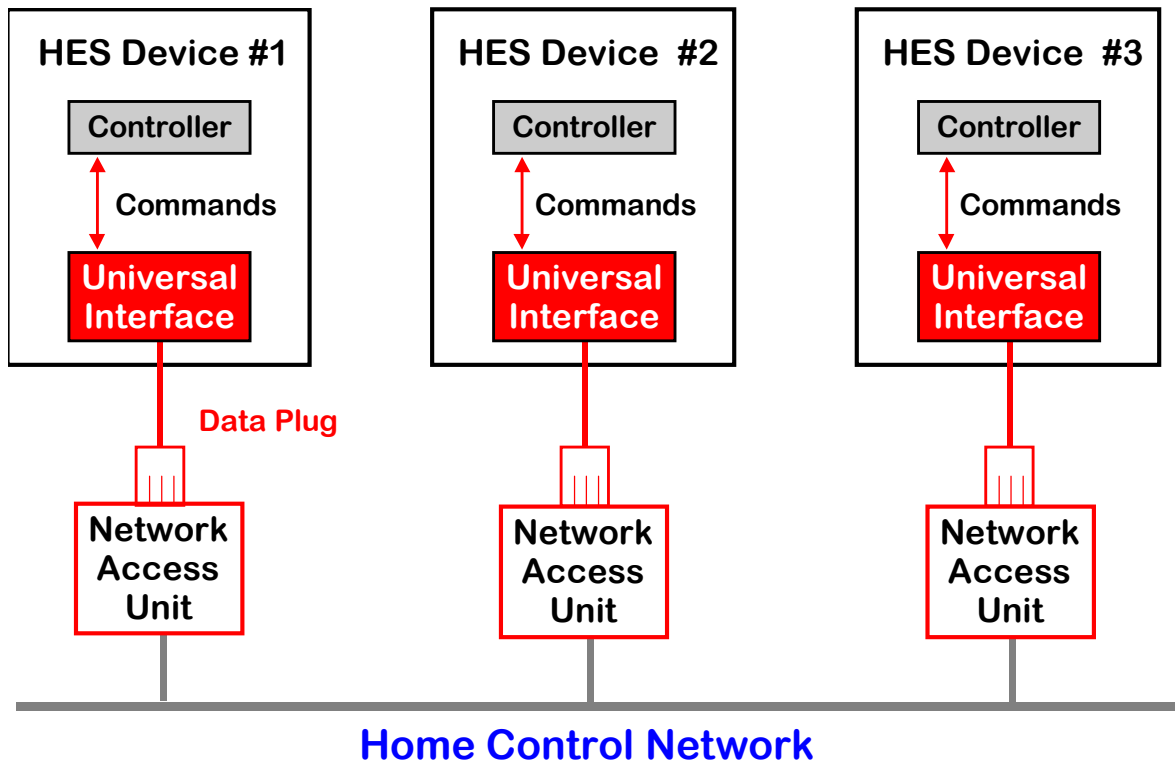 HES Device #1
Controller
Commands
Universal
Interface
Data Plug
Network
Access
Unit
HES Device #2
Controller
Commands
Universal
Interface
Network
Access
Unit
HES Device #3
Controller
Commands
Universal
Interface
Network
Access
Unit
Home Control Network